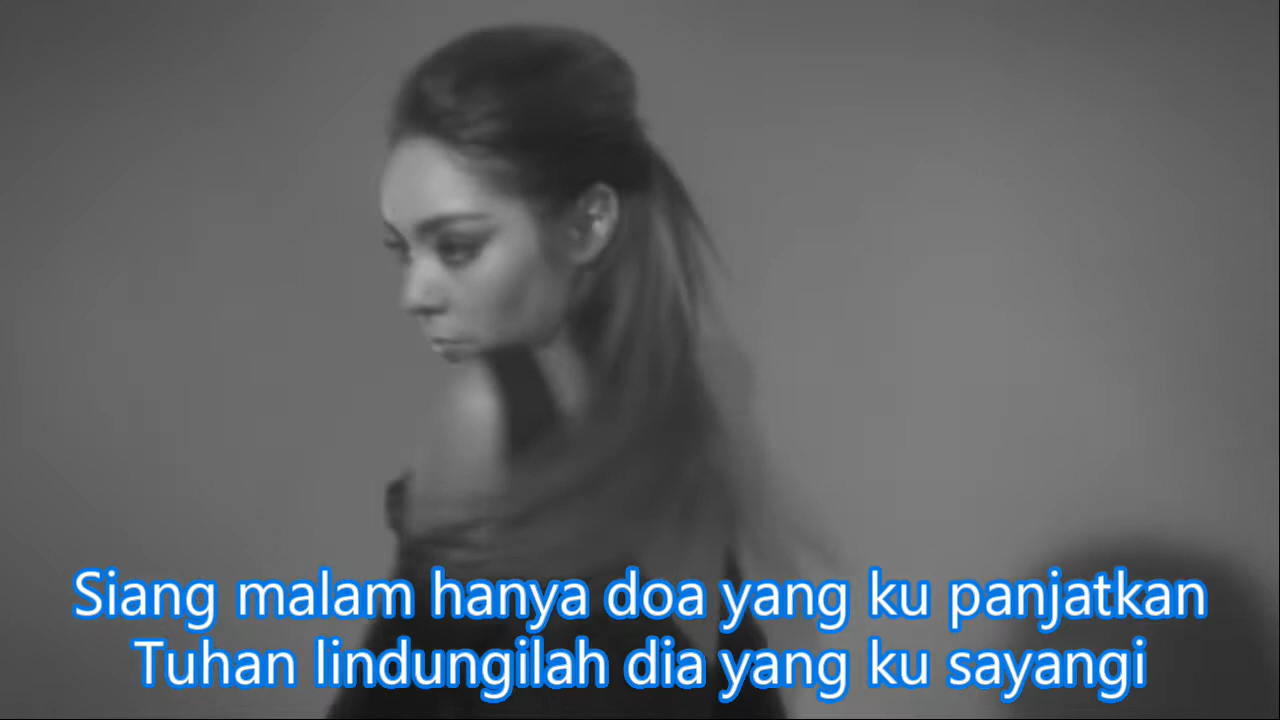 Siang malam hanya doa yang ku panjatkan
Tuhan lindungilah dia yang ku sayangi